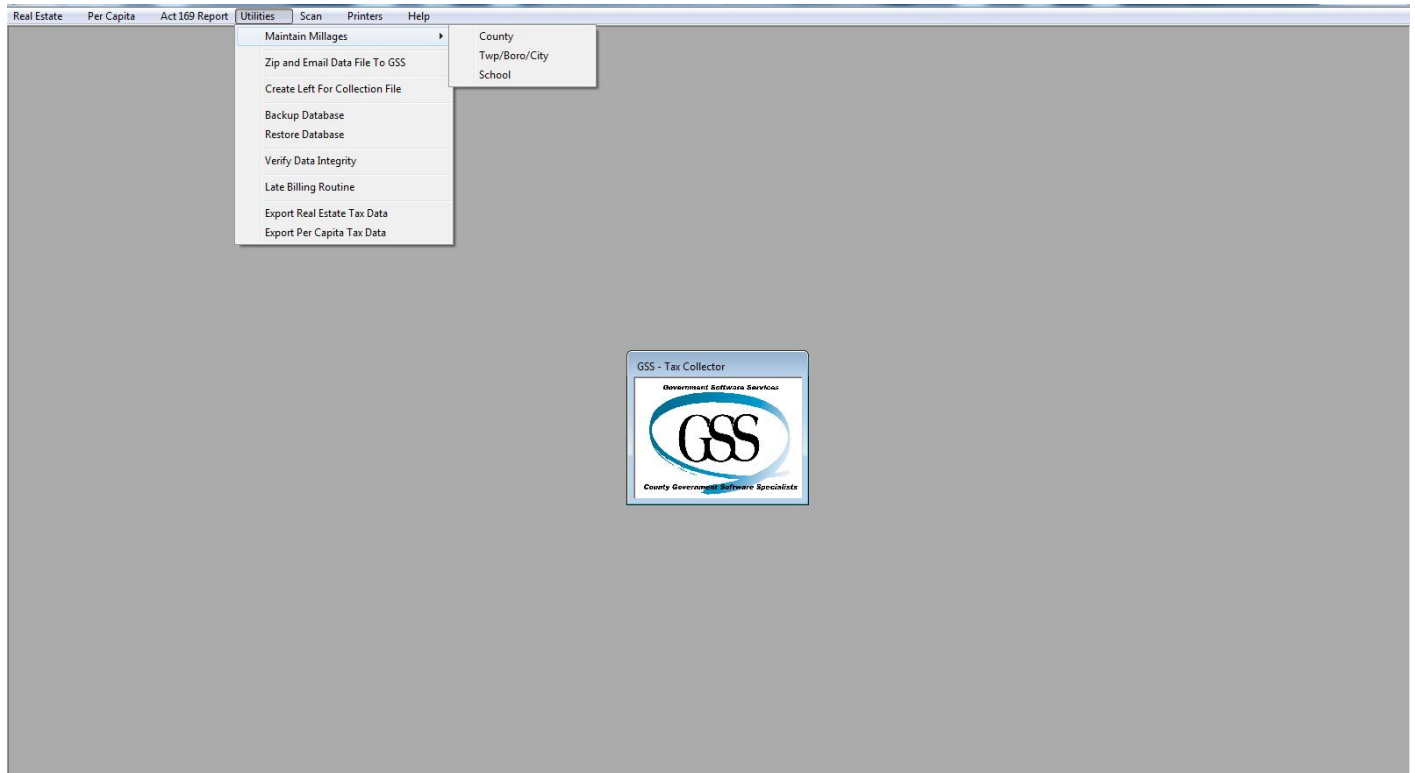 Real Estate Per Capita Act 169 Report Utilities Scan Printers Help
Maintain Millages
County
Twp/Boro/City
School
Zip and Email Data File To GSS
Create Left For Collection File
Backup Database
Restore Database
Verify Data Integrity
Late Billing Routine
Export Real Estate Tax Data
Export Per Capita Tax Data
GSS - Tax Collector
Government Software Services
GSS
County Government Software Specialists